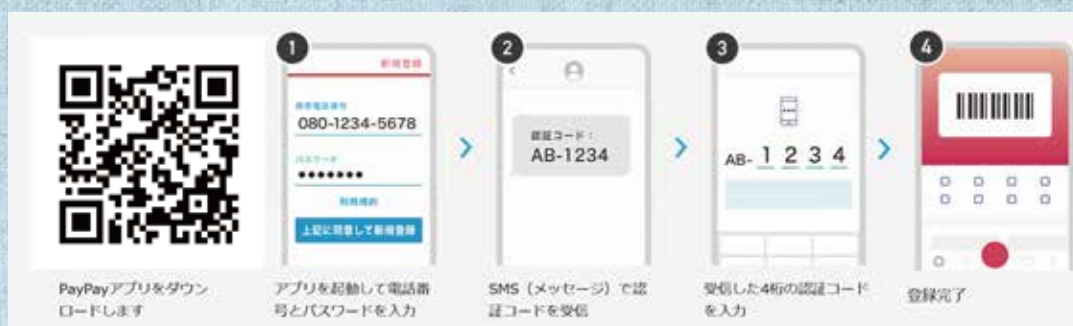 PayPayアプリをダウン
ロードします
1
新規登録
携帯電話番号
080-1234-5678
パスワード
•••••••
利用規約
上記に同意して新規登録
アプリを起動して電話番
号とパスワードを入力
2
認証コード：
AB-1234
SMS（メッセージ）で認
証コードを受信
3
AB- 1 2 3 4
受信した4桁の認証コード
を入力
4
登録完了